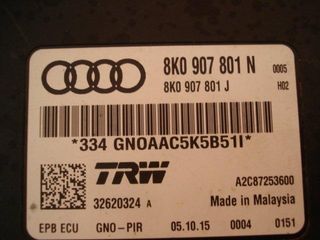 8K0 907 801 N 0005
8K0 907 801 J H02
*334 GNOAAC5K5B51I*
TRW
A2C87253600
32620324 A
Made in Malaysia
EPB ECU GNO-PIR 05.10.15 0004 0151